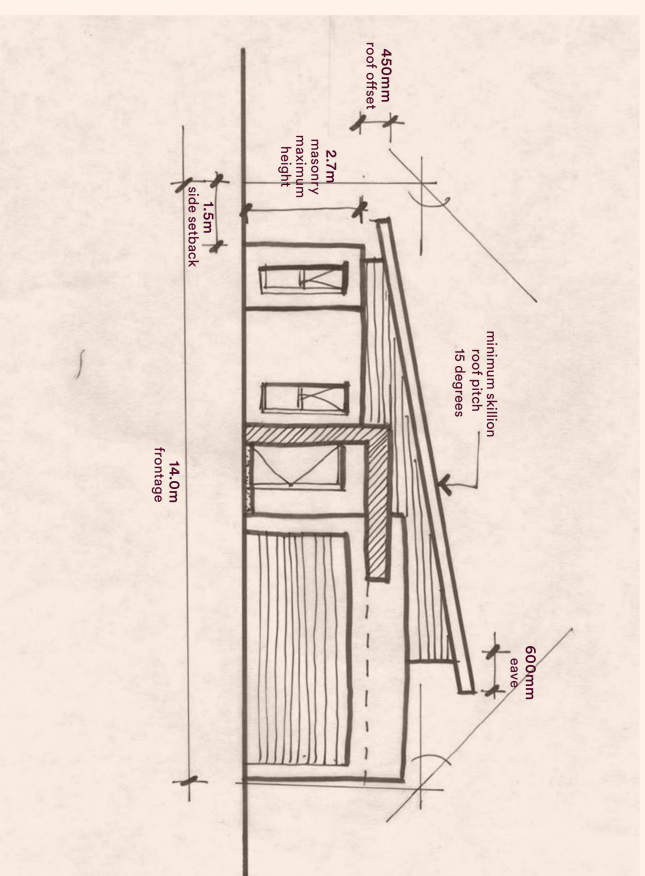 450mm
roof offset
2.7m
masonry
maximum
height
1.5m
side setback
minimum skillion
roof pitch
15 degrees
14.0m
frontage
600mm
eave